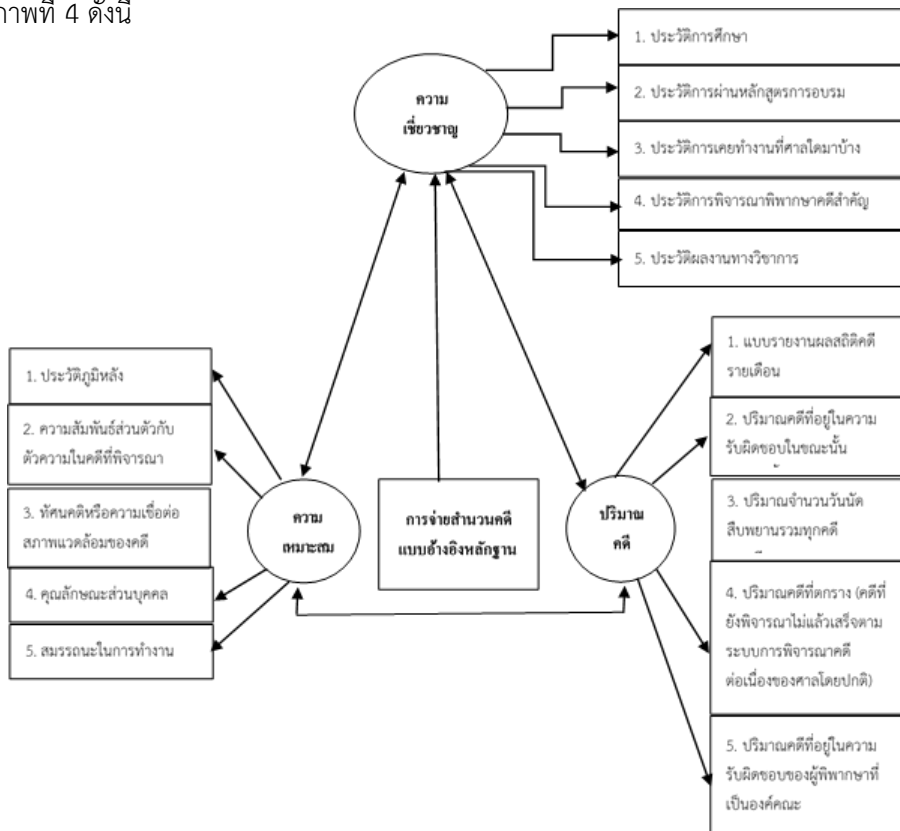 ภาพที่ 4 ดังนี้
ความ
เชี่ยวชาญ
1. ประวัติการศึกษา
2. ประวัติการผ่านหลักสูตรการอบรม
3. ประวัติการเคยทำงานที่ศาลใดมาบ้าง
4. ประวัติการพิจารณาพิพากษาคดีสำคัญ
5. ประวัติผลงานทางวิชาการ
1. ประวัติภูมิหลัง
2. ความสัมพันธ์ส่วนตัวกับ
ตัวความในคดีที่พิจารณา
3. ทัศนคติหรือความเชื่อต่อ
สภาพแวดล้อมของคดี
4. คุณลักษณะส่วนบุคคล
5. สมรรถนะในการทำงาน
ความ
เหมาะสม
การจ่ายสำนวนคดี
แบบอ้างอิงหลักฐาน
ปริมาณ
คดี
1. แบบรายงานผลสถิติคดี
รายเดือน
2. ปริมาณคดีที่อยู่ในความ
รับผิดชอบในขณะนั้น
3. ปริมาณจำนวนวันนัด
สืบพยานรวมทุกคดี
4. ปริมาณคดีที่ตกราง (คดีที่
ยังพิจารณาไม่แล้วเสร็จตาม
ระบบการพิจารณาคดี
ต่อเนื่องของศาลโดยปกติ)
5. ปริมาณคดีที่อยู่ในความ
รับผิดชอบของผู้พิพากษาที่
เป็นองค์คณะ